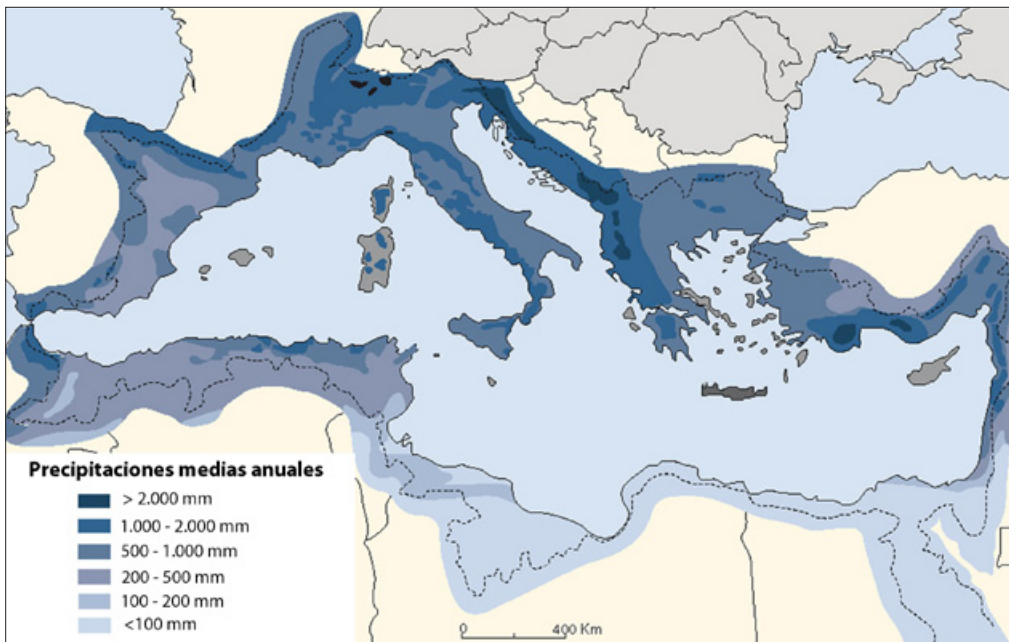 Precipitaciones medias anuales
> 2.000 mm
1.000 - 2.000 mm
500 - 1.000 mm
200 - 500 mm
100 - 200 mm
<100 mm
0 400 Km